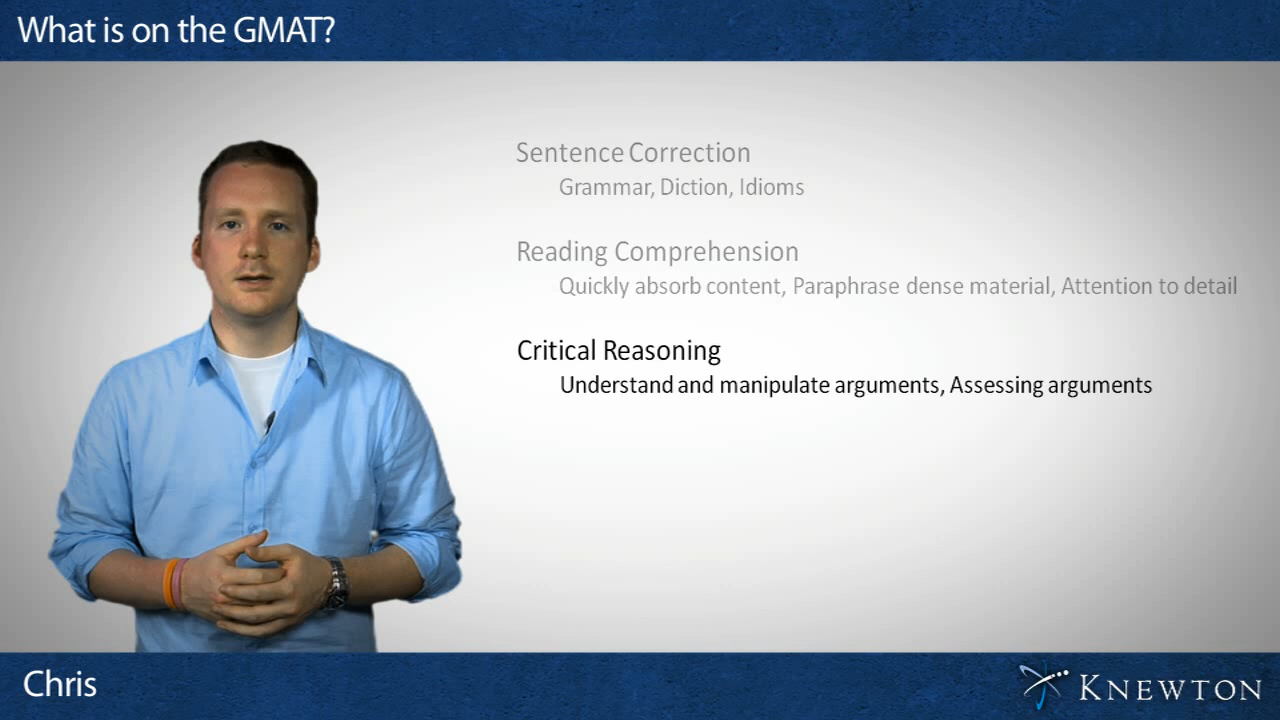 What is on the GMAT?
Sentence Correction
Grammar, Diction, Idioms
Reading Comprehension
Quickly absorb content, Paraphrase dense material, Attention to detail
Critical Reasoning
Understand and manipulate arguments, Assessing arguments
Chris
KNEWTON